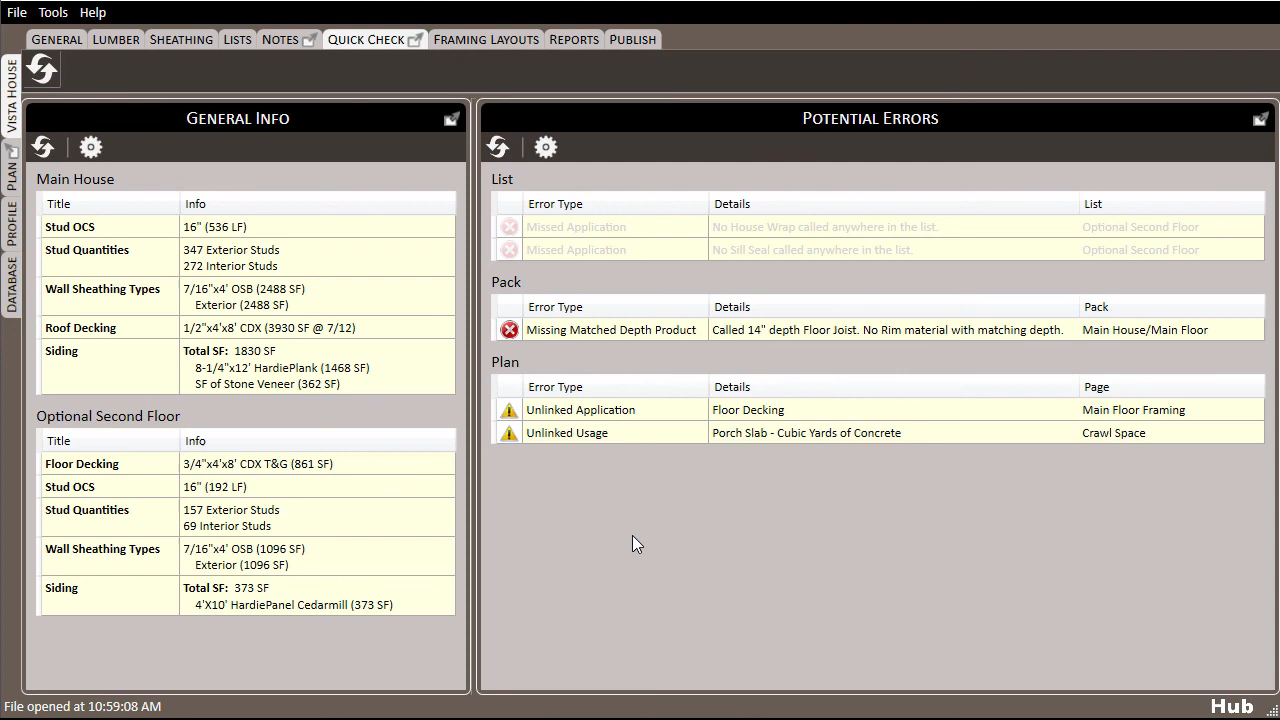 File Tools Help
GENERAL LUMBER SHEATHING LISTS NOTES QUICK CHECK FRAMING LAYOUTS REPORTS PUBLISH
VISTA HOUSE
PLAN
PROFILE
DATABASE
GENERAL INFO
Main House
Title Info
Stud OCS 16" (536 LF)
Stud Quantities 347 Exterior Studs
272 Interior Studs
Wall Sheathing Types 7/16"x4' OSB (2488 SF)
Exterior (2488 SF)
Roof Decking 1/2"x4'x8' CDX (3930 SF @ 7/12)
Siding Total SF: 1830 SF
8-1/4"x12' HardiePlank (1468 SF)
SF of Stone Veneer (362 SF)
Optional Second Floor
Title Info
Floor Decking 3/4"x4'x8' CDX T&G (861 SF)
Stud OCS 16" (192 LF)
Stud Quantities 157 Exterior Studs
69 Interior Studs
Wall Sheathing Types 7/16"x4' OSB (1096 SF)
Exterior (1096 SF)
Siding Total SF: 373 SF
4'X10' HardiePanel Cedarmill (373 SF)
POTENTIAL ERRORS
List
Error Type Details List
Missed Application No House Wrap called anywhere in the list. Optional Second Floor
Missed Application No Sill Seal called anywhere in the list. Optional Second Floor
Pack
Error Type Details Pack
Missing Matched Depth Product Called 14" depth Floor Joist. No Rim material with matching depth. Main House/Main Floor
Plan
Error Type Details Page
Unlinked Application Floor Decking Main Floor Framing
Unlinked Usage Porch Slab - Cubic Yards of Concrete Crawl Space
File opened at 10:59:08 AM
Hub